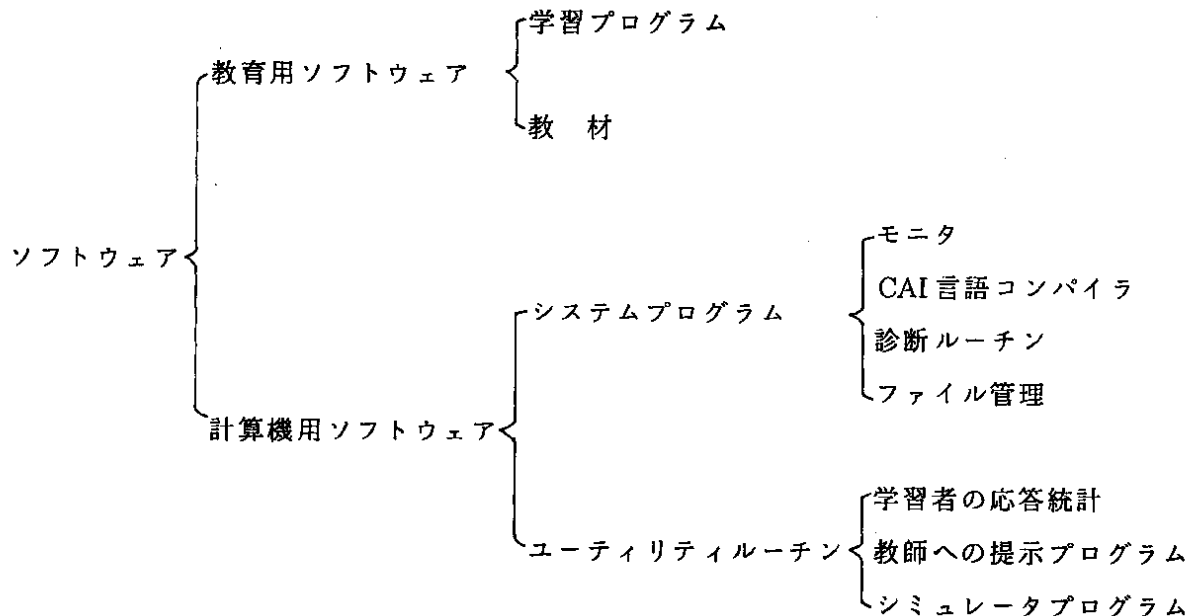 学習プログラム
教育用ソフトウェア
教 材
ソフトウェア
モニタ
CAI言語コンパイラ
システムプログラム
診断ルーチン
ファイル管理
計算機用ソフトウェア
学習者の応答統計
ユーティリティルーチン
教師への提示プログラム
シミュレータプログラム